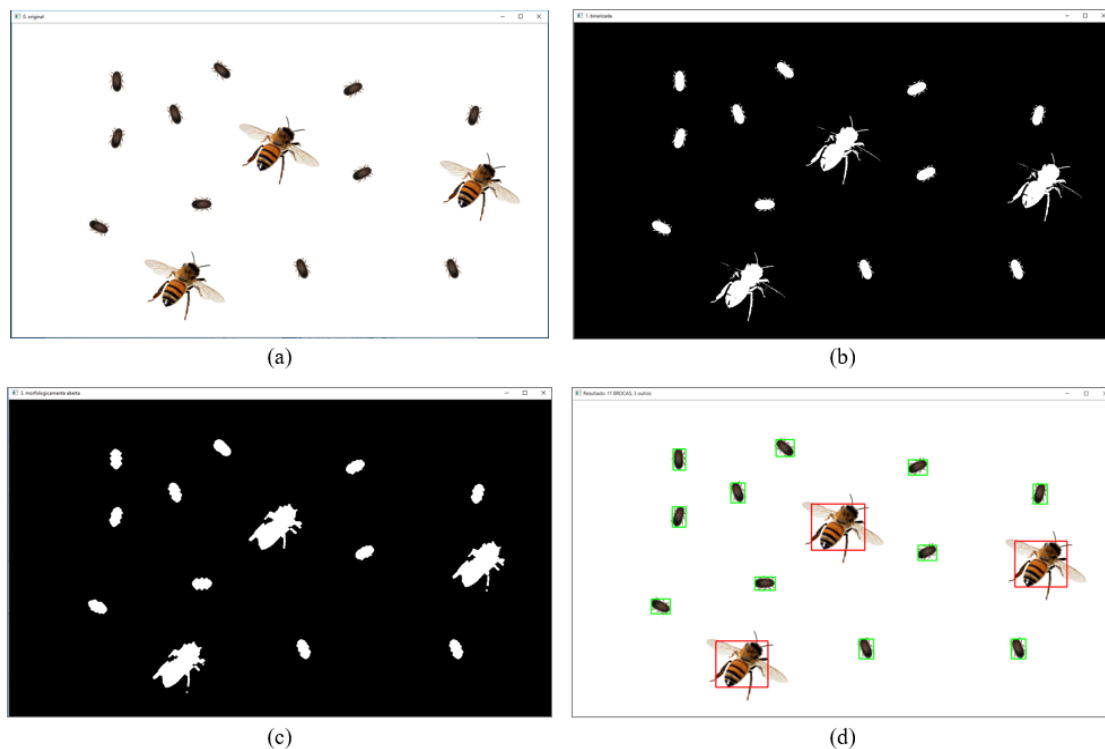 0. original
1. binarizada
(a)
(b)
3. morfologicamente aberta
Resultado: 11 BROCAS, 3 outros
(c)
(d)